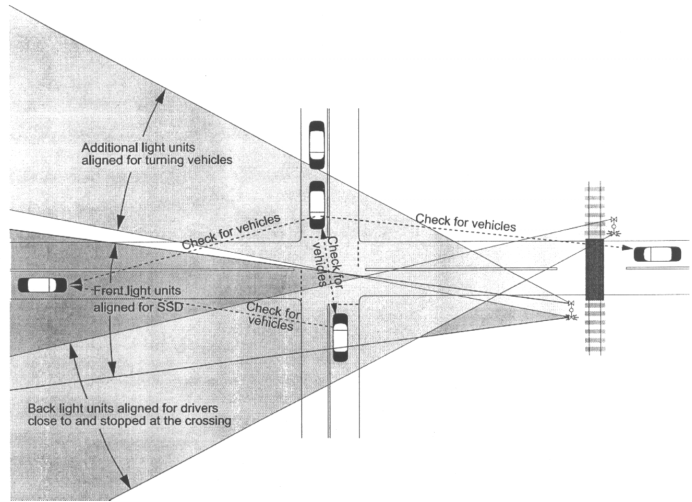 Additional light units
aligned for turning vehicles
Check for vehicles
Check for vehicles
Check for
vehicles
Front light units
aligned for SSD
Check for
vehicles
Back light units aligned for drivers
close to and stopped at the crossing